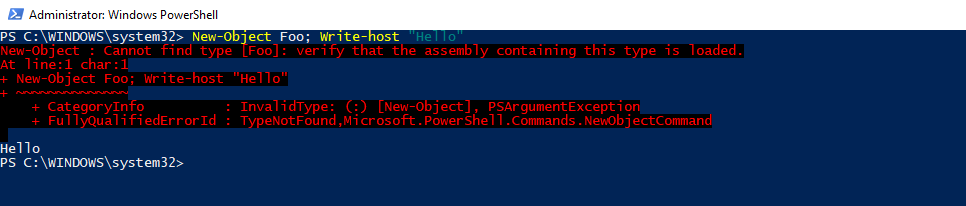 Administrator: Windows PowerShell
PS C:\WINDOWS\system32> New-Object Foo; Write-host "Hello"
New-Object : Cannot find type [Foo]: verify that the assembly containing this type is loaded.
At line:1 char:1
+ New-Object Foo; Write-host "Hello"
+ ~~~~~~~~~~~~~~
    + CategoryInfo          : InvalidType: (:) [New-Object], PSArgumentException
    + FullyQualifiedErrorId : TypeNotFound,Microsoft.PowerShell.Commands.NewObjectCommand
Hello
PS C:\WINDOWS\system32>